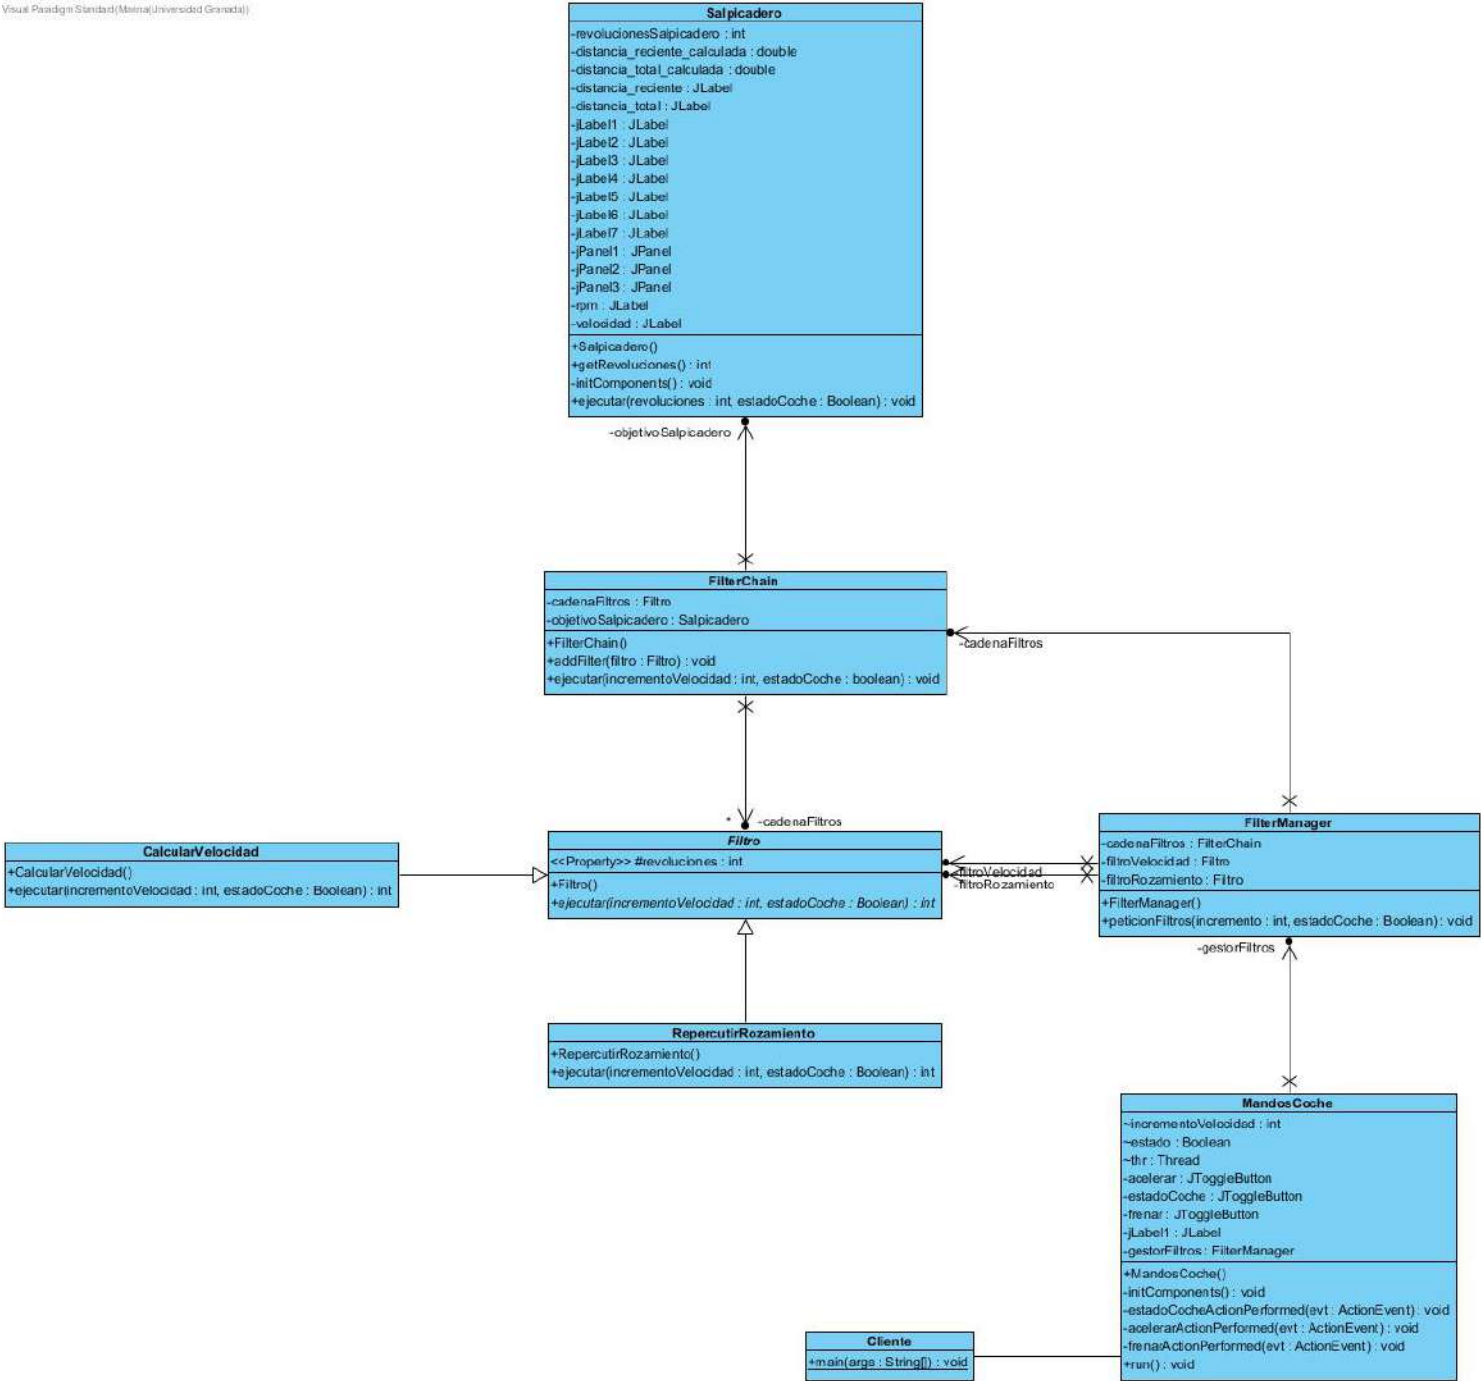 Visual Paradigm Standard(Marina(Universidad Granada))
Salpicadero
-revolucionesSalpicadero : int
-distancia_reciente_calculada : double
-distancia_total_calculada : double
-distancia_reciente : JLabel
-distancia_total : JLabel
-jLabel1 : JLabel
-jLabel2 : JLabel
-jLabel3 : JLabel
-jLabel4 : JLabel
-jLabel5 : JLabel
-jLabel6 : JLabel
-jLabel7 : JLabel
-jPanel1 : JPanel
-jPanel2 : JPanel
-jPanel3 : JPanel
-rpm : JLabel
-velocidad : JLabel
+Salpicadero()
+getRevoluciones() : int
-initComponents() : void
+ejecutar(revoluciones : int, estadoCoche : Boolean) : void
-objetivoSalpicadero
FilterChain
-cadenaFiltros : Filtro
-objetivoSalpicadero : Salpicadero
+FilterChain()
+addFilter(filtro : Filtro) : void
+ejecutar(incrementoVelocidad : int, estadoCoche : boolean) : void
-cadenaFiltros
* -cadenaFiltros
CalcularVelocidad
+CalcularVelocidad()
+ejecutar(incrementoVelocidad : int, estadoCoche : Boolean) : int
Filtro
<<Property>> #revoluciones : int
+Filtro()
+ejecutar(incrementoVelocidad : int, estadoCoche : Boolean) : int
-filtroVelocidad
-filtroRozamiento
FilterManager
-cadenaFiltros : FilterChain
-filtroVelocidad : Filtro
-filtroRozamiento : Filtro
+FilterManager()
+peticionFiltros(incremento : int, estadoCoche : Boolean) : void
-gestorFiltros
RepercutirRozamiento
+RepercutirRozamiento()
+ejecutar(incrementoVelocidad : int, estadoCoche : Boolean) : int
MandosCoche
~incrementoVelocidad : int
~estado : Boolean
~thr : Thread
-acelerar : JToggleButton
-estadoCoche : JToggleButton
-frenar : JToggleButton
-jLabel1 : JLabel
-gestorFiltros : FilterManager
+MandosCoche()
-initComponents() : void
-estadoCocheActionPerformed(evt : ActionEvent) : void
-acelerarActionPerformed(evt : ActionEvent) : void
-frenarActionPerformed(evt : ActionEvent) : void
+run() : void
Cliente
+main(args : String[]) : void